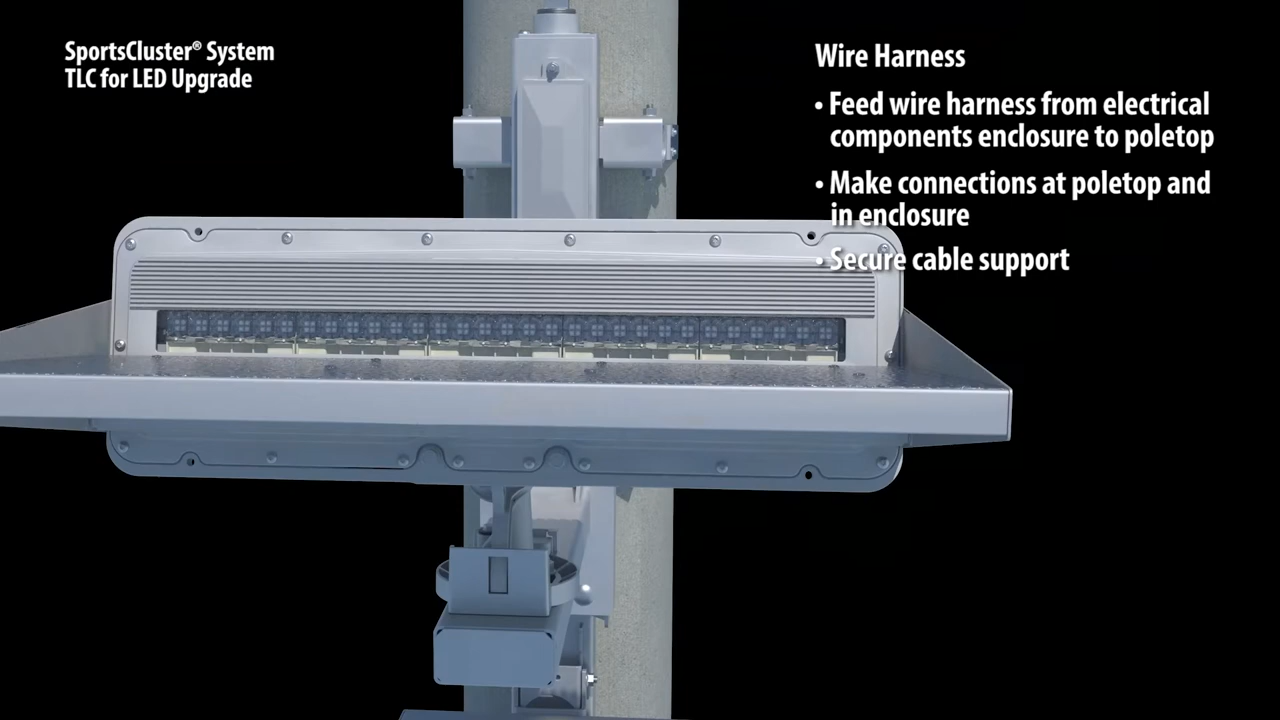 SportsCluster® System
TLC for LED Upgrade
Wire Harness
• Feed wire harness from electrical
components enclosure to poletop
• Make connections at poletop and
in enclosure
• Secure cable support